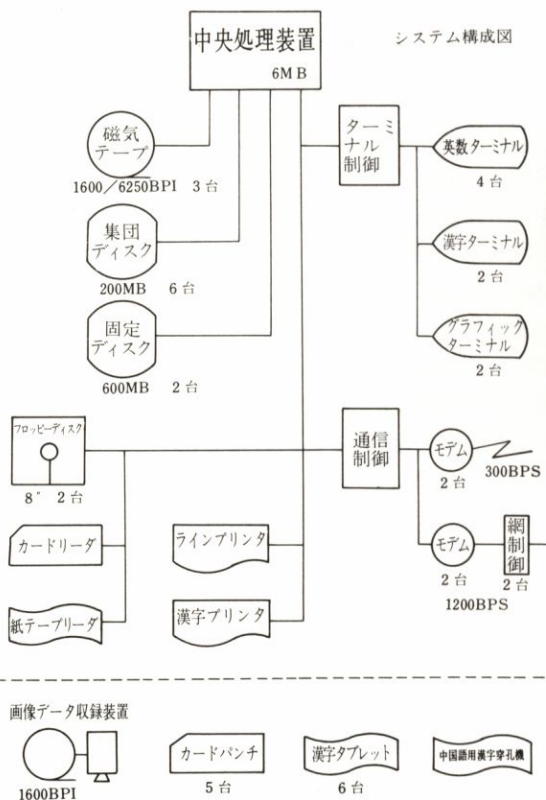 システム構成図
中央処理装置
6MB
磁気
テープ
1600/6250BPI 3台
集団
ディスク
200MB 6台
固定
ディスク
600MB 2台
ターミ
ナル
制御
英数ターミナル
4台
漢字ターミナル
2台
グラフィック
ターミナル
2台
フロッピーディスク
8" 2台
カードリーダ
紙テープリーダ
ラインプリンタ
漢字プリンタ
通信
制御
モデム
2台
300BPS
モデム
2台
1200BPS
網
制
御
2台
画像データ収録装置
1600BPI
カードパンチ
5台
漢字タブレット
6台
中国語用漢字穿孔機